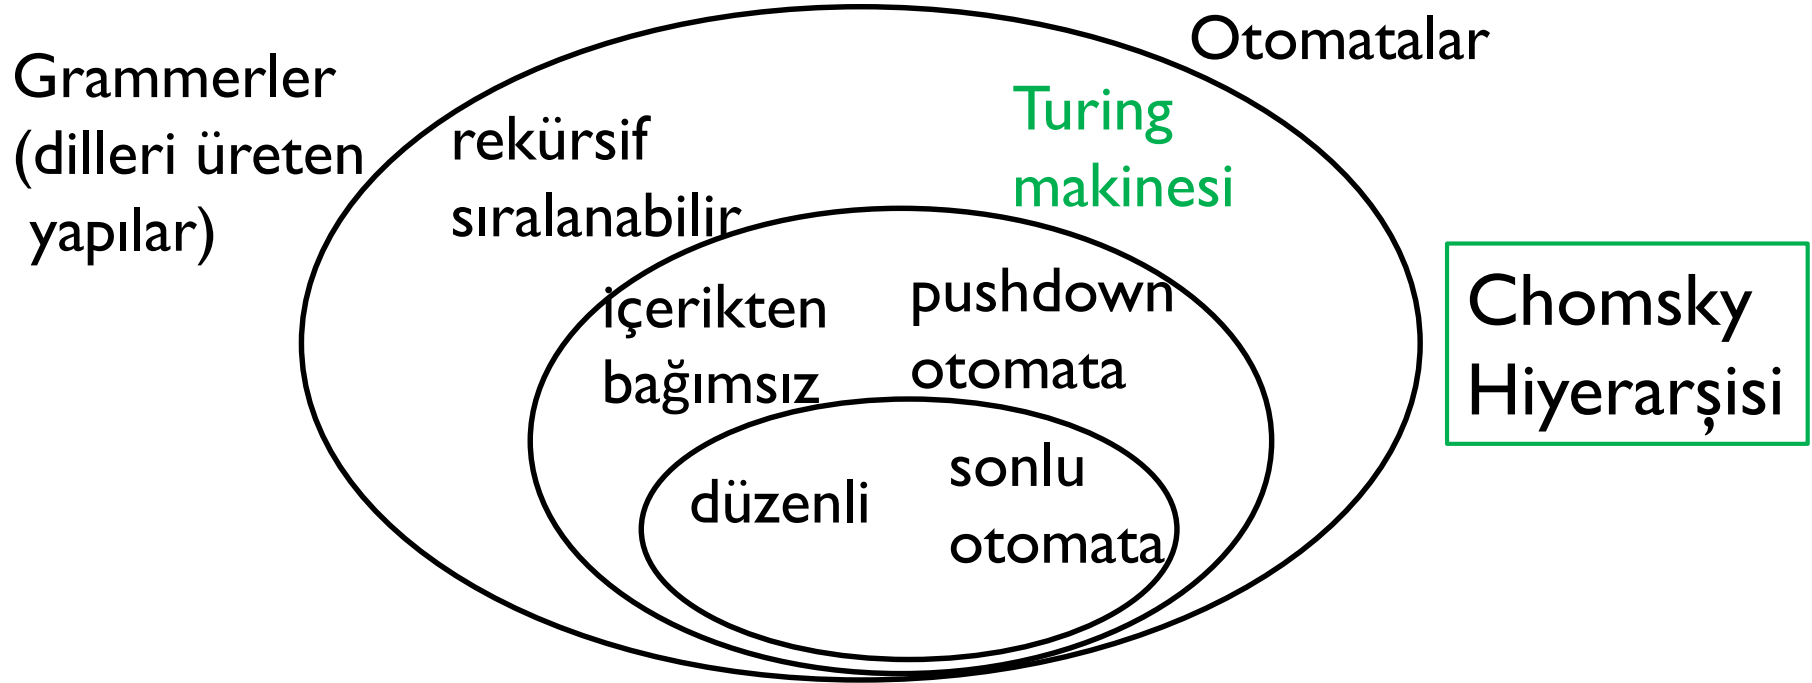 Grammerler
(dilleri üreten
yapılar)
rekürsif
sıralanabilir
Otomatalar
Turing
makinesi
içerikten
bağımsız
pushdown
otomata
düzenli
sonlu
otomata
Chomsky
Hiyerarşisi